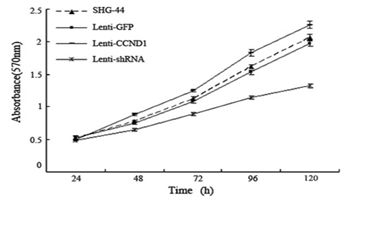 2.5
2
1.5
1
0.5
0
Absorbance(570nm)
SHG-44
Lenti-GFP
Lenti-CCND1
Lenti-shRNA
24 48 72 96 120
Time (h)